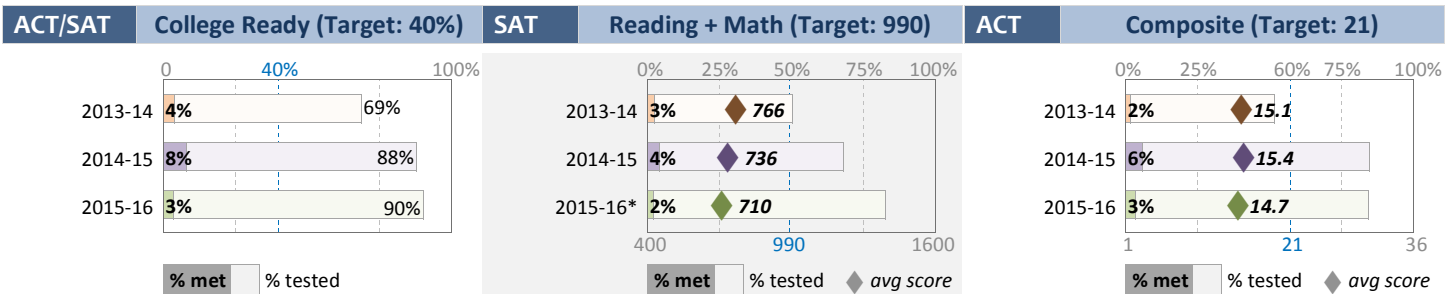 ACT/SAT College Ready (Target: 40%)
0 40% 100%
2013-14 4% 69%
2014-15 8% 88%
2015-16 3% 90%
% met % tested
SAT Reading + Math (Target: 990)
0% 25% 50% 75% 100%
2013-14 3% 766
2014-15 4% 736
2015-16* 2% 710
400 990 1600
% met % tested avg score
ACT Composite (Target: 21)
0% 25% 60% 75% 100%
2013-14 2% 15.1
2014-15 6% 15.4
2015-16 3% 14.7
1 21 36
% met % tested avg score